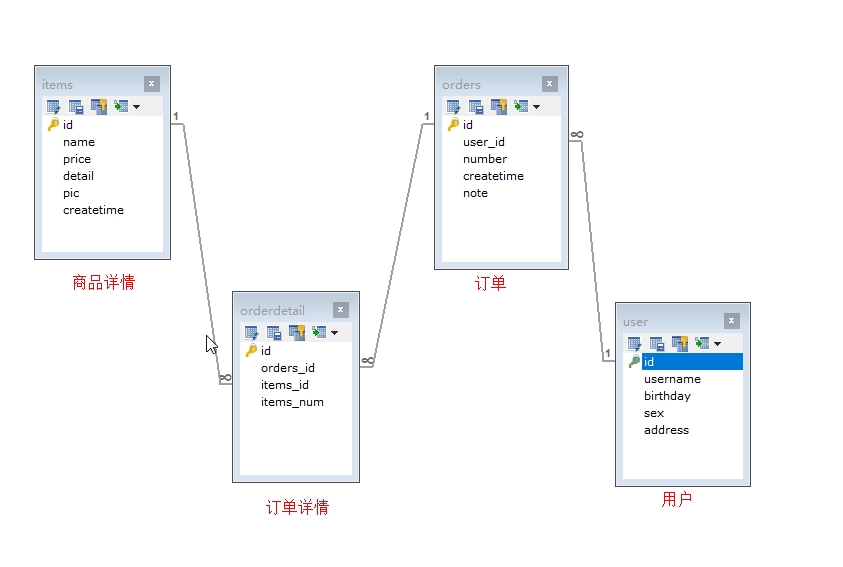 items
id
name
price
detail
pic
createtime
商品详情
1
∞
orders
id
user_id
number
createtime
note
订单
1
∞
∞
1
orderdetail
id
orders_id
items_id
items_num
订单详情
user
id
username
birthday
sex
address
用户